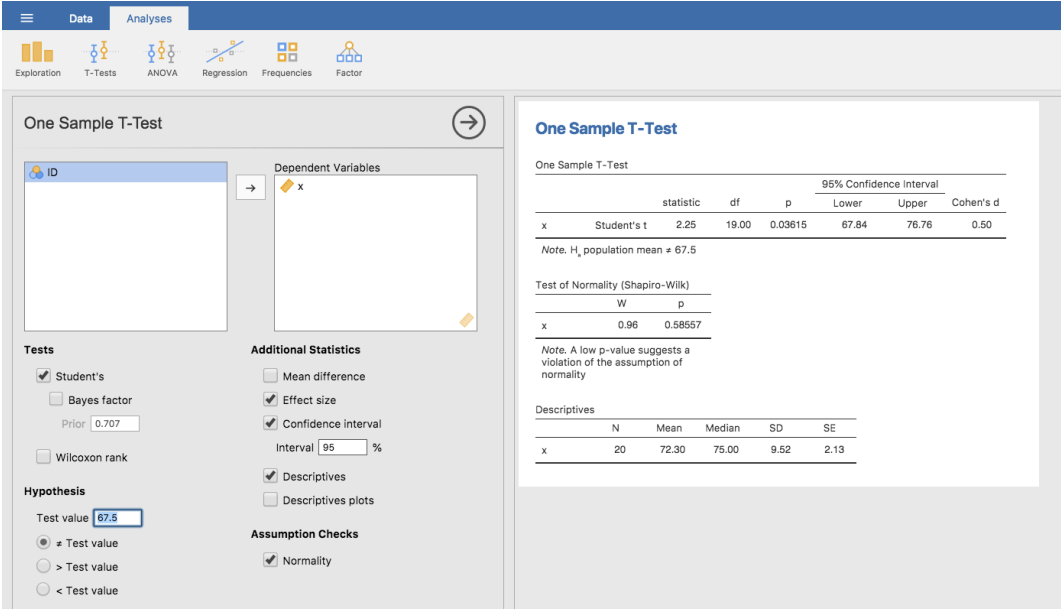 Data Analyses
Exploration T-Tests ANOVA Regression Frequencies Factor
One Sample T-Test
ID
Dependent Variables
x
Tests
Student's
Bayes factor
Prior 0.707
Wilcoxon rank
Hypothesis
Test value 67.5
≠ Test value
> Test value
< Test value
Additional Statistics
Mean difference
Effect size
Confidence interval
Interval 95 %
Descriptives
Descriptives plots
Assumption Checks
Normality
One Sample T-Test
One Sample T-Test
95% Confidence Interval
statistic df p Lower Upper Cohen's d
x Student's t 2.25 19.00 0.03615 67.84 76.76 0.50
Note. Hₐ population mean ≠ 67.5
Test of Normality (Shapiro-Wilk)
W p
x 0.96 0.58557
Note. A low p-value suggests a
violation of the assumption of
normality
Descriptives
N Mean Median SD SE
x 20 72.30 75.00 9.52 2.13